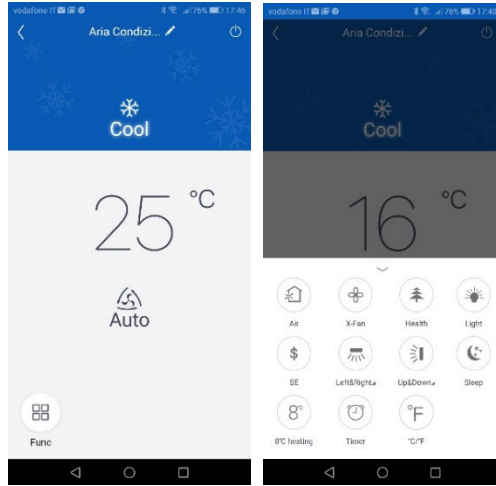 vodafone IT 76% 17:46
Aria Condizi...
Cool
25 °C
Auto
Func
vodafone IT 76% 17:40
Aria Condizi...
Cool
16 °C
Air X-Fan Health Light
$
SE Left&Right Up&Down Sleep
8°C °F
8°C heating Timer °C/°F